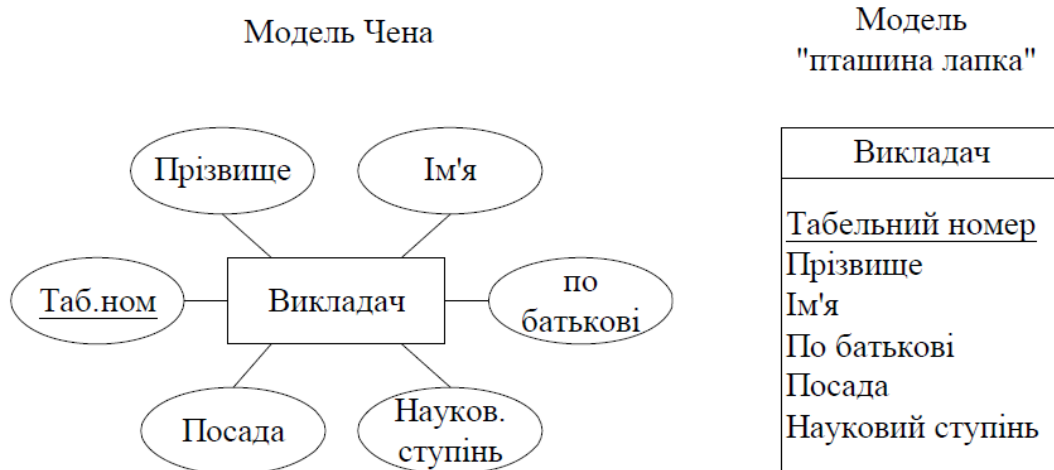 Модель Чена
Модель
"пташина лапка"
Прізвище
Ім'я
Таб.ном
Викладач
по
батькові
Посада
Науков.
ступінь
Викладач
Табельний номер
Прізвище
Ім'я
По батькові
Посада
Науковий ступінь